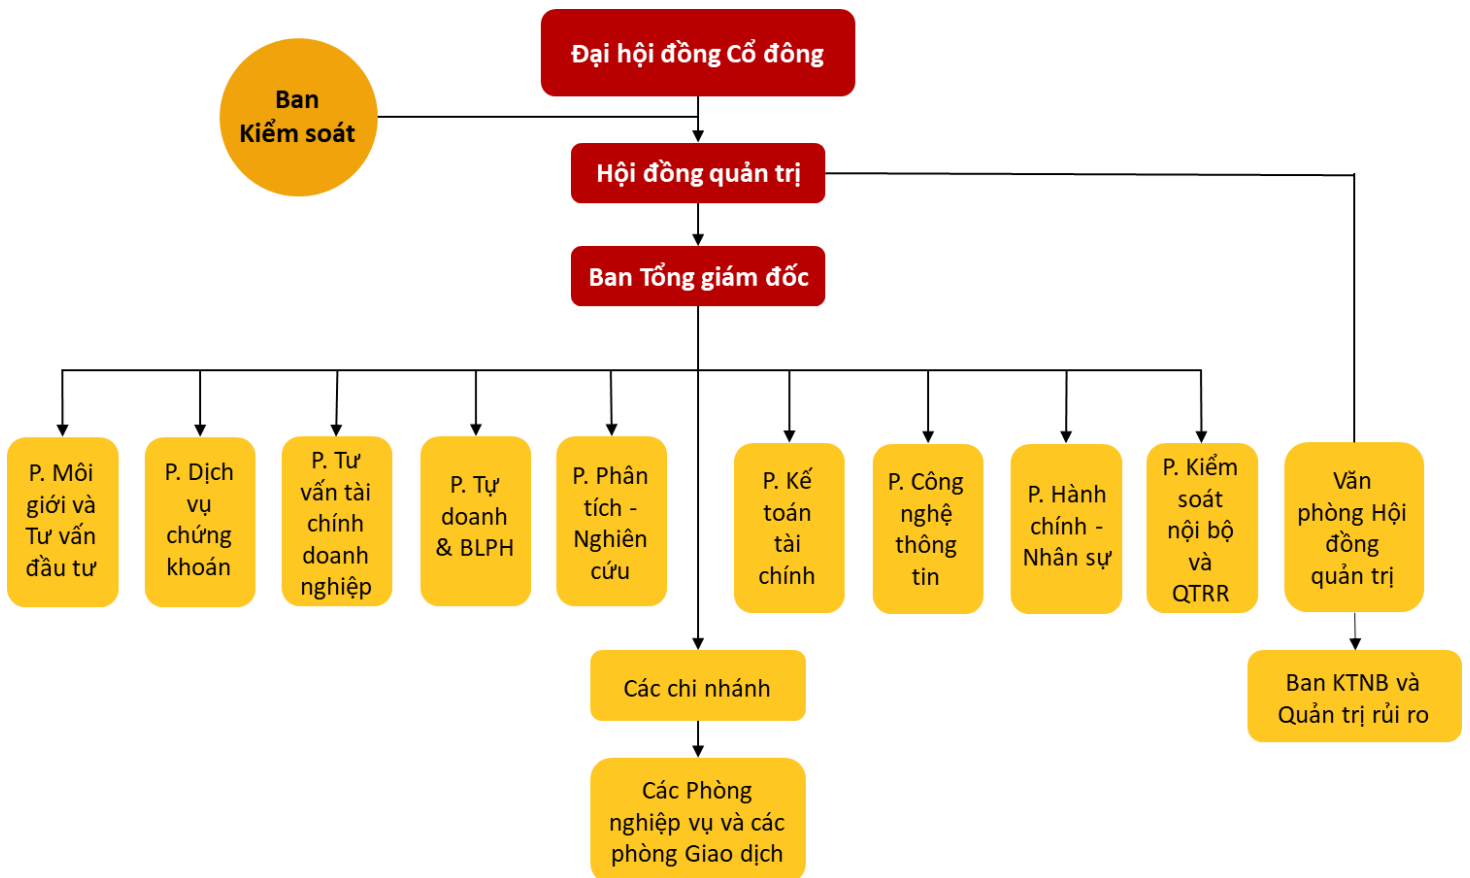 Đại hội đồng Cổ đông
Ban
Kiểm soát
Hội đồng quản trị
Ban Tổng giám đốc
P. Môi
giới và
Tư vấn
đầu tư
P. Dịch
vụ
chứng
khoán
P. Tư
vấn tài
chính
doanh
nghiệp
P. Tự
doanh
& BLPH
P. Phân
tích -
Nghiên
cứu
P. Kế
toán
tài
chính
P. Công
nghệ
thông
tin
P. Hành
chính -
Nhân sự
P. Kiểm
soát
nội bộ
và
QTRR
Văn
phòng Hội
đồng
quản trị
Các chi nhánh
Ban KTNB và
Quản trị rủi ro
Các Phòng
nghiệp vụ và các
phòng Giao dịch